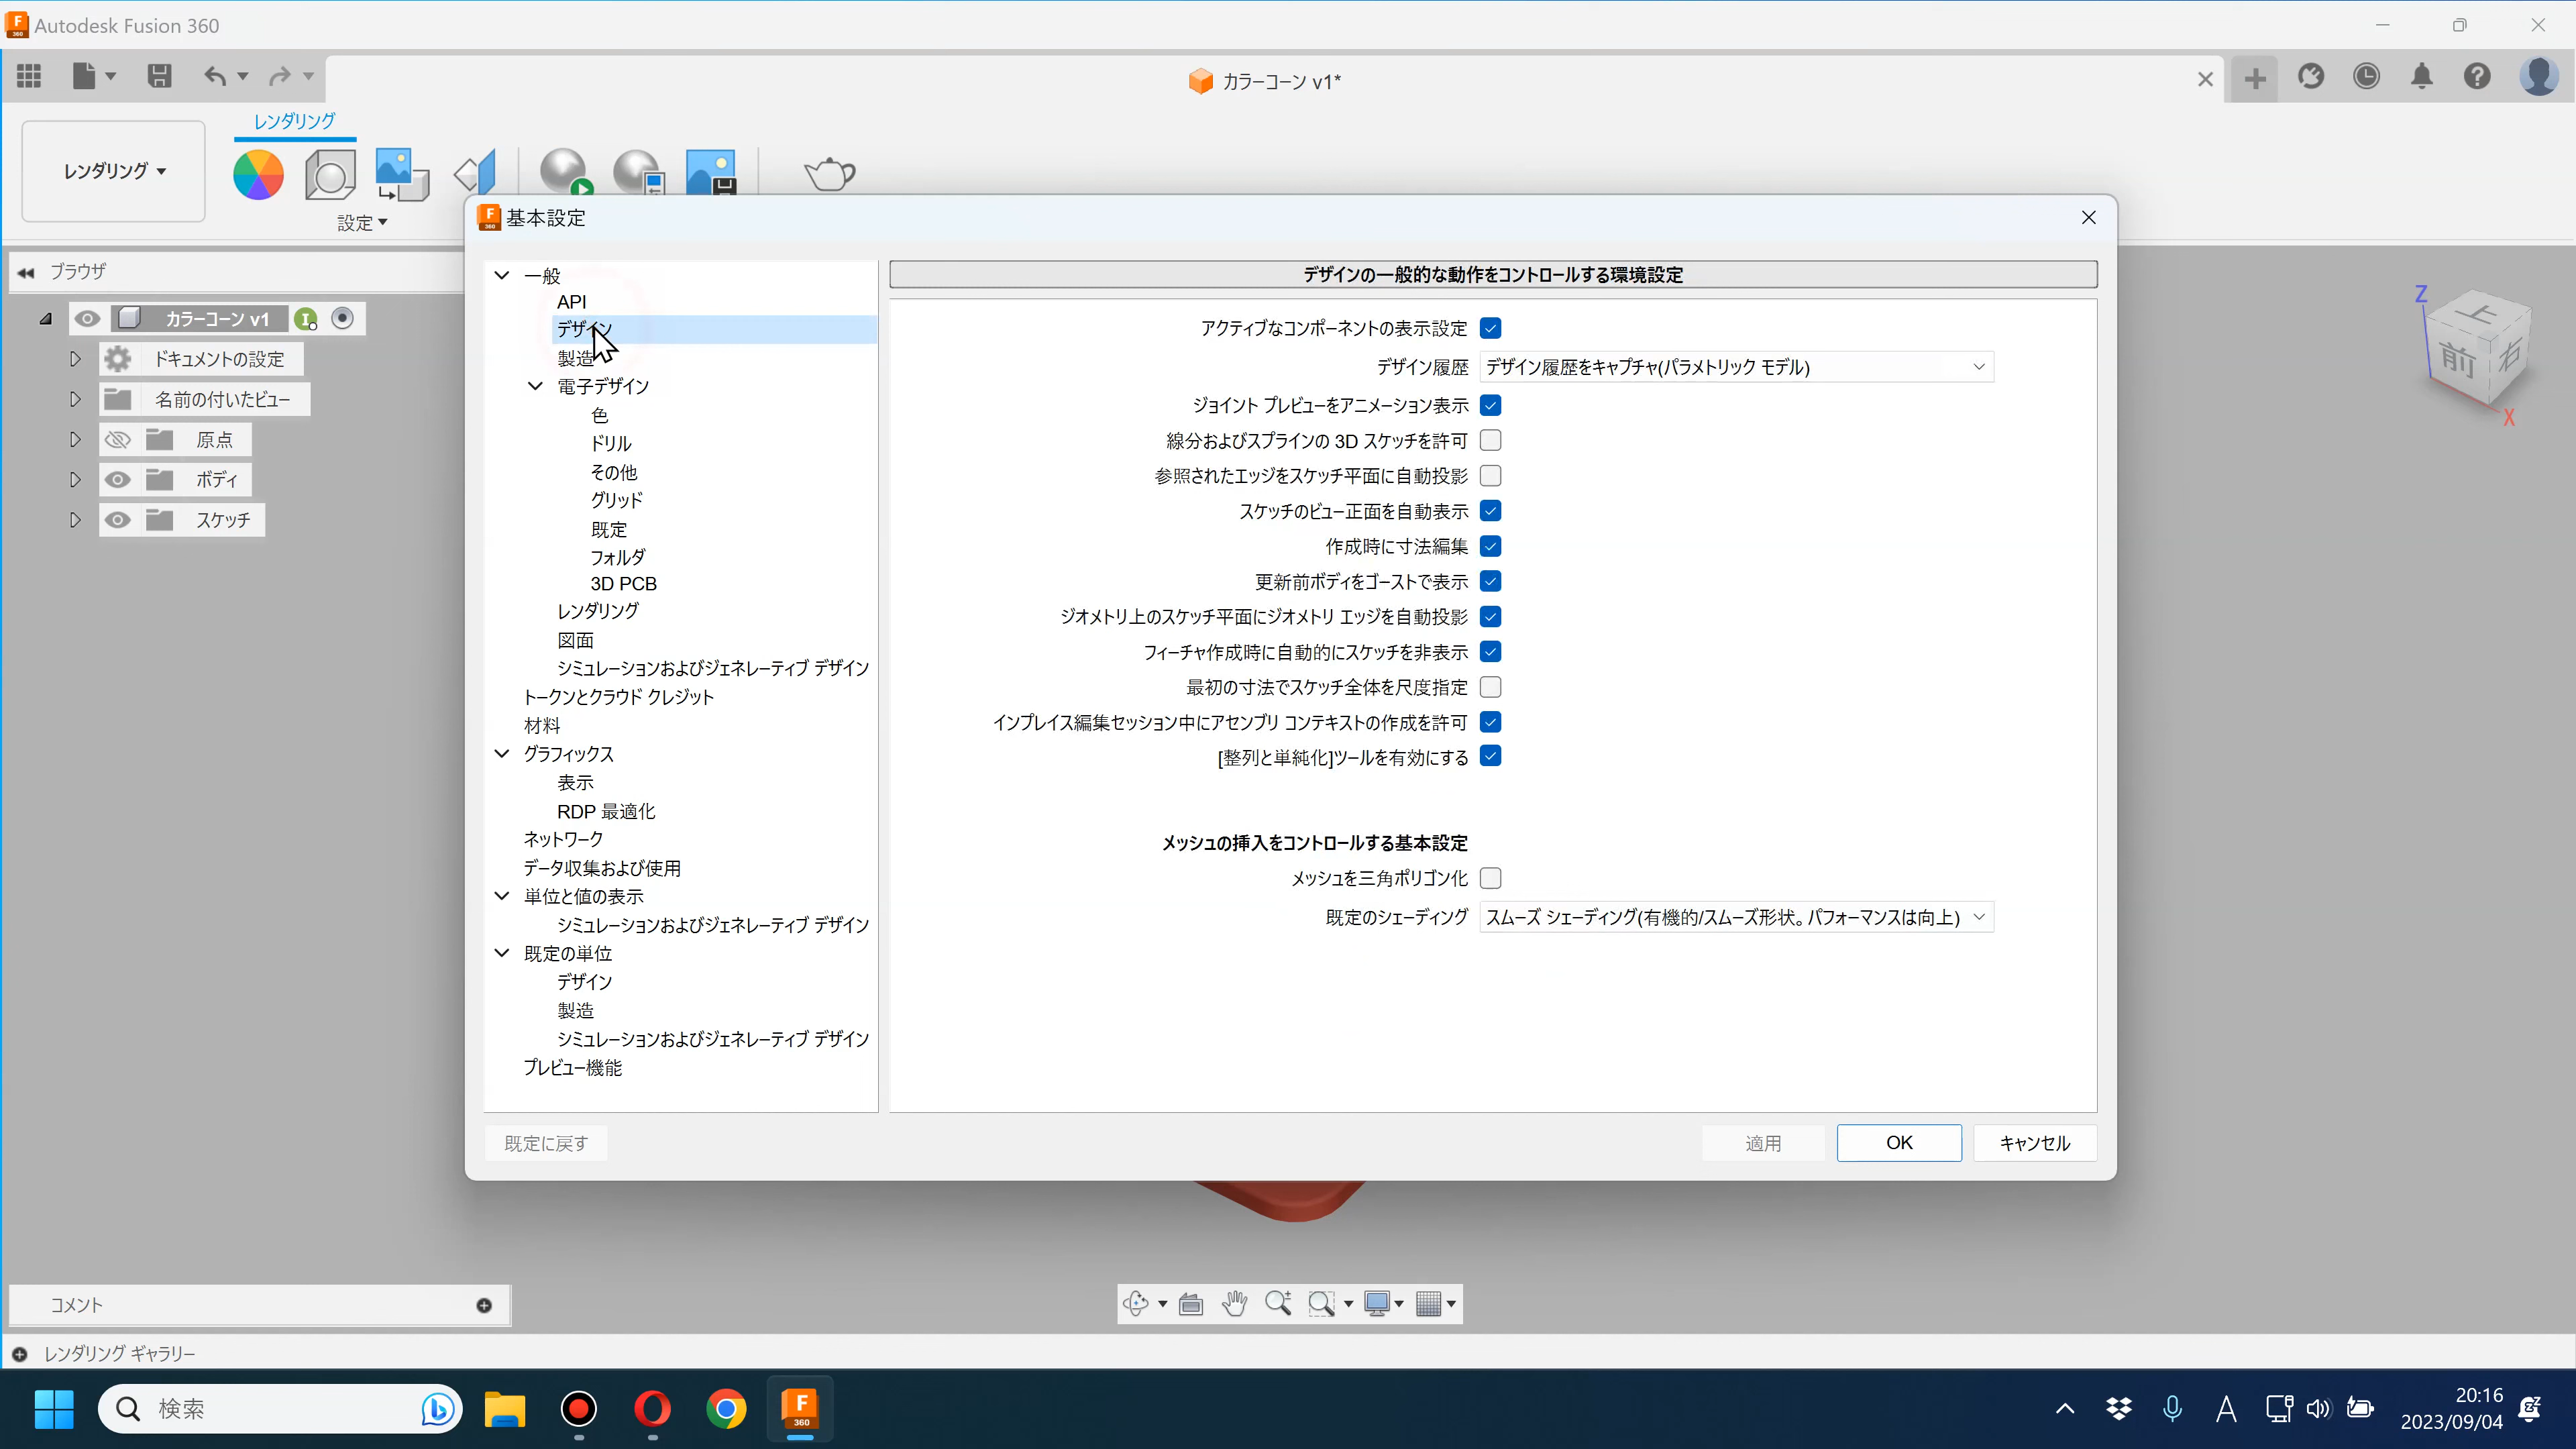 Autodesk Fusion 360
カラーコーン v1*
レンダリング
レンダリング
設定
基本設定
ブラウザ
カラーコーン v1
ドキュメントの設定
名前の付いたビュー
原点
ボディ
スケッチ
一般
API
デザイン
製造
電子デザイン
色
ドリル
その他
グリッド
既定
フォルダ
3D PCB
レンダリング
図面
シミュレーションおよびジェネレーティブ デザイン
トークンとクラウド クレジット
材料
グラフィックス
表示
RDP 最適化
ネットワーク
データ収集および使用
単位と値の表示
シミュレーションおよびジェネレーティブ デザイン
既定の単位
デザイン
製造
シミュレーションおよびジェネレーティブ デザイン
プレビュー機能
デザインの一般的な動作をコントロールする環境設定
アクティブなコンポーネントの表示設定
デザイン履歴 デザイン履歴をキャプチャ(パラメトリック モデル)
ジョイント プレビューをアニメーション表示
線分およびスプラインの 3D スケッチを許可
参照されたエッジをスケッチ平面に自動投影
スケッチのビュー正面を自動表示
作成時に寸法編集
更新前ボディをゴーストで表示
ジオメトリ上のスケッチ平面にジオメトリ エッジを自動投影
フィーチャ作成時に自動的にスケッチを非表示
最初の寸法でスケッチ全体を尺度指定
インプレイス編集セッション中にアセンブリ コンテキストの作成を許可
[整列と単純化]ツールを有効にする
メッシュの挿入をコントロールする基本設定
メッシュを三角ポリゴン化
既定のシェーディング スムーズ シェーディング(有機的/スムーズ形状。パフォーマンスは向上)
既定に戻す
適用
OK
キャンセル
Z
上
前
右
X
コメント
レンダリング ギャラリー
検索
F
360
A
20:16
2023/09/04